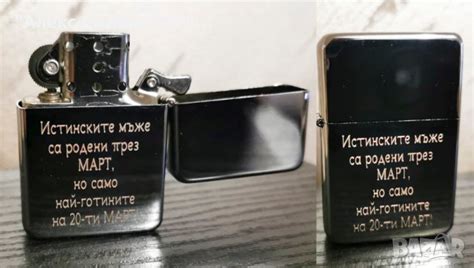 Истинските мъже
са родени през
МАРТ,
но само
най-готините
на 20-ти МАРТ!
Истинските мъже
са родени през
МАРТ,
но само
най-готините
на 20-ти МАРТ!
BAZAR